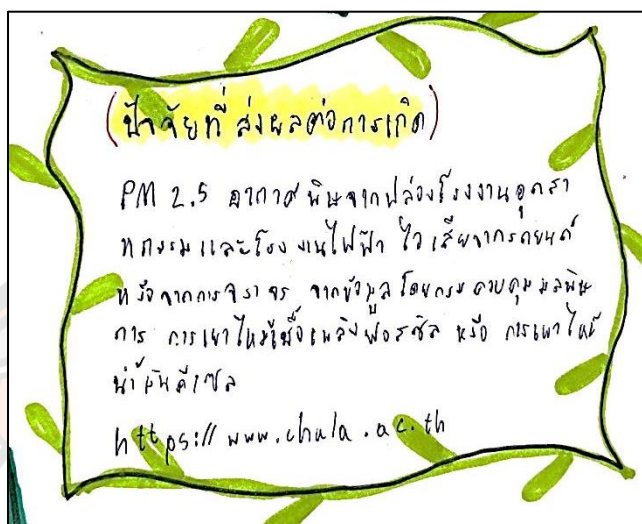 (ปัจจัยที่ส่งผลต่อการเกิด)
PM 2.5 อากาศพิษจากปล่องโรงงานอุตสา
หกรรมและโรงงานไฟฟ้า ไอเสียจากรถยนต์
หรือจากการจราจร จากข้อมูลโดยกรมควบคุมมลพิษ
การ การเผาไหม้เชื้อเพลิงฟอสซิล หรือ การเผาไหม้
น้ำมันดีเซล
https://www.chula.ac.th